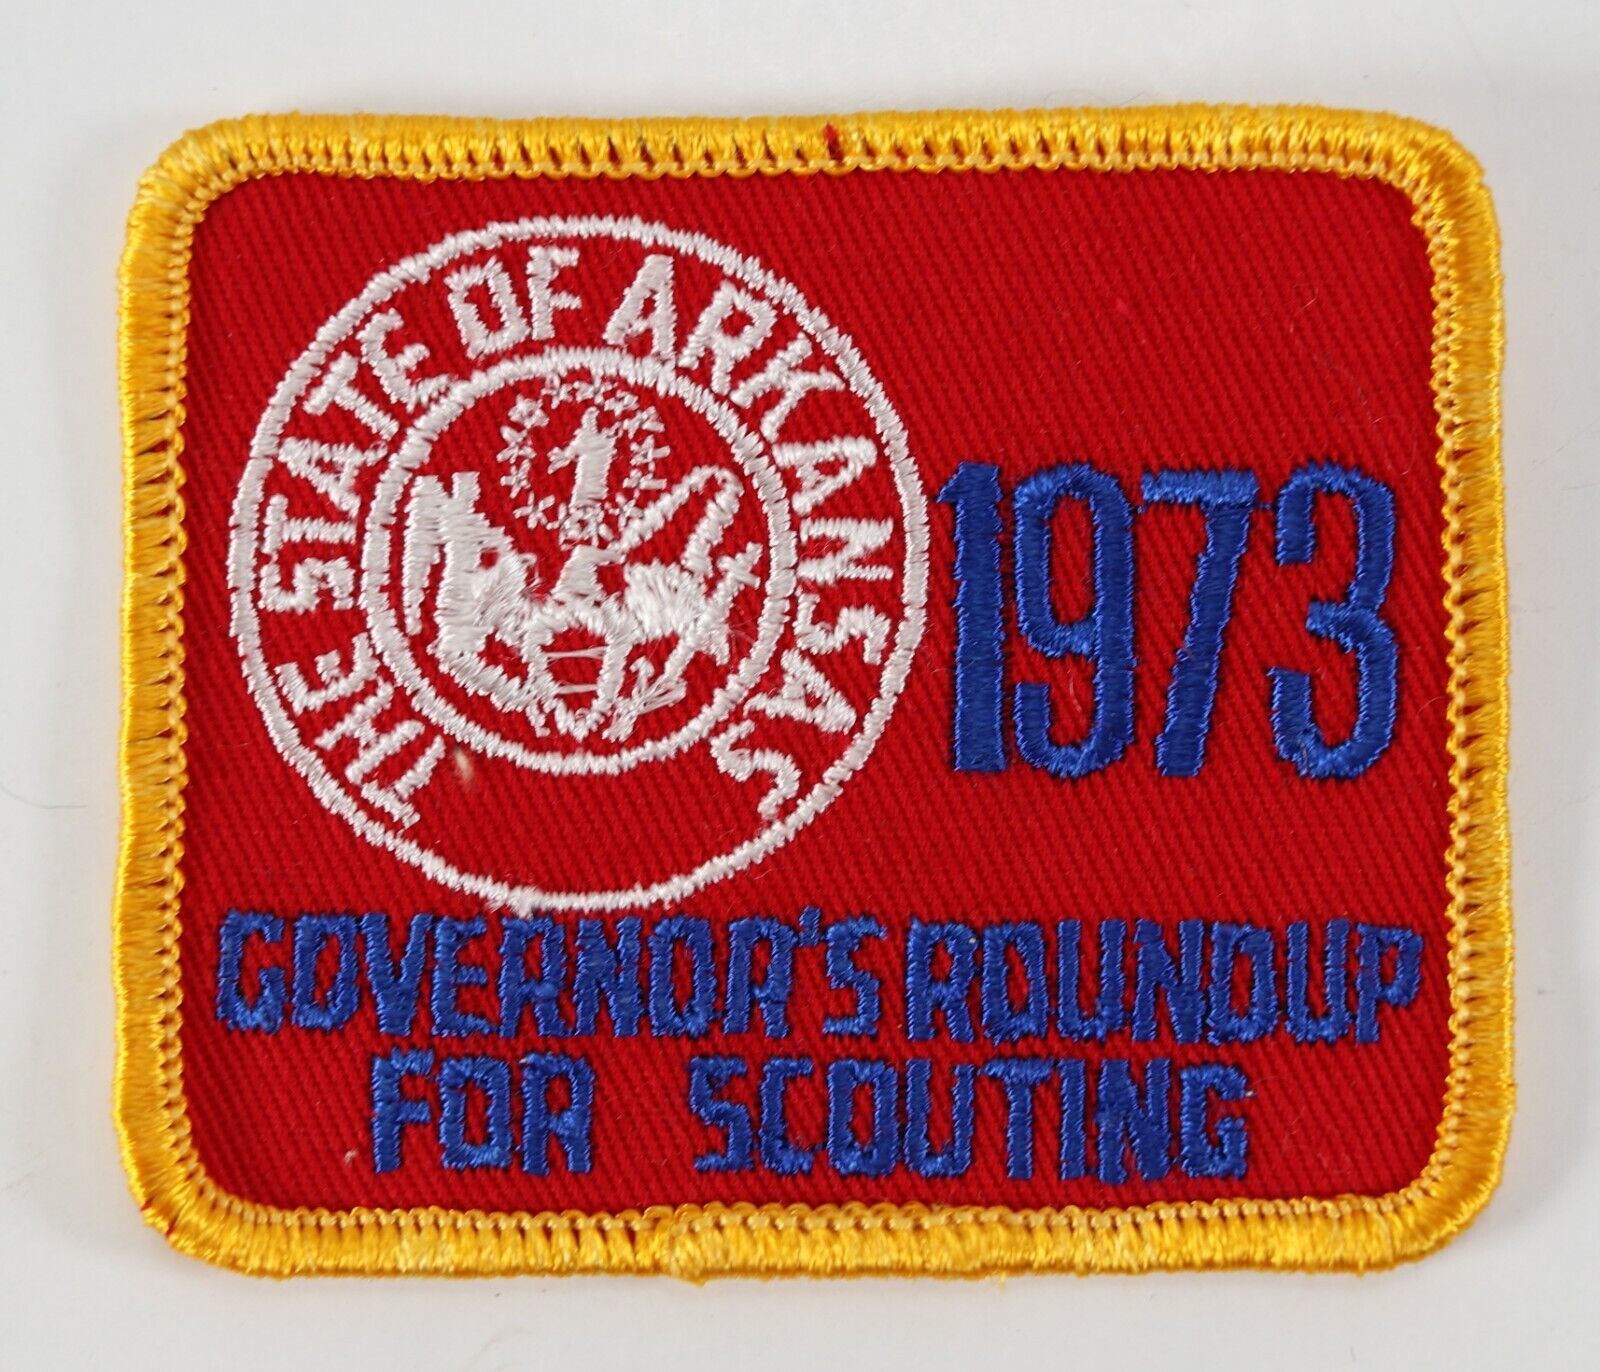 THE STATE OF ARKANSAS
1973
GOVERNOR'S ROUNDUP
FOR SCOUTING